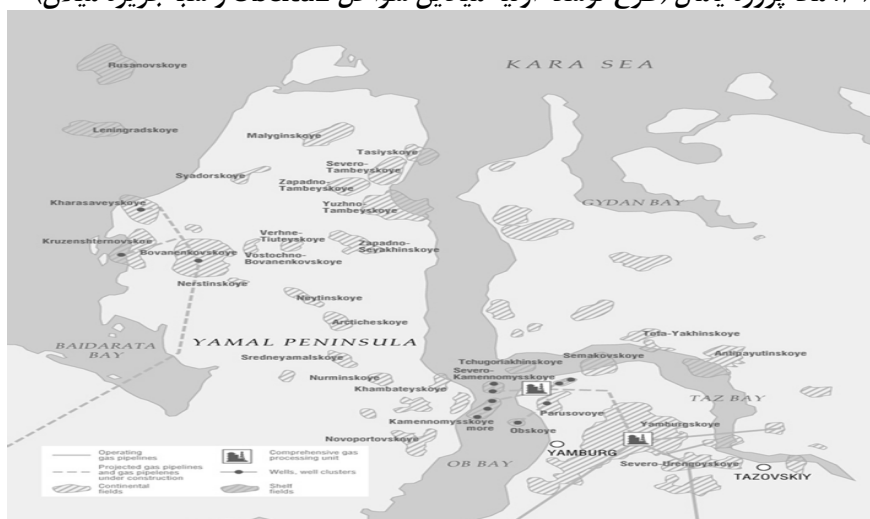 KARA SEA
Rusanovskoye
Leningradskoye
Malyginskoye
Tasiyskoye
Severo-
Tambeyskoye
Syadorskoye
Zapadno-
Tambeyskoye
Kharasaveyskoye
Yuzhno-
Tambeyskoye
GYDAN BAY
Kruzenshternovskoe
Verhne-
Tiuteyskoye
Zapadno-
Seyakhinskoye
Bovanenkovskoye
Vostochno-
Bovanenkovskoye
Nerstinskoye
Neytinskoye
Arcticheskoye
BAIDARATA
BAY
YAMAL PENINSULA
Tota-Yakhinskoye
Sredneyamalskoye
Tchugoriakhinskoye
Semakovskoye
Antipayutinskoye
Severo-
Kamennomysskoye
Nurminskoye
Khambateyskoye
TAZ BAY
Kamennomysskoye
more
Parusovoye
Obskoye
Yamburgskoye
Novoportovskoye
YAMBURG
OB BAY
Severo-Urengoyskoye
TAZOVSKIY
Operating
gas pipelines
Comprehensive gas
processing unit
Projected gas pipelines
and gas pipelenes
under construction
Wells, well clusters
Continental
fields
Shelf
fields